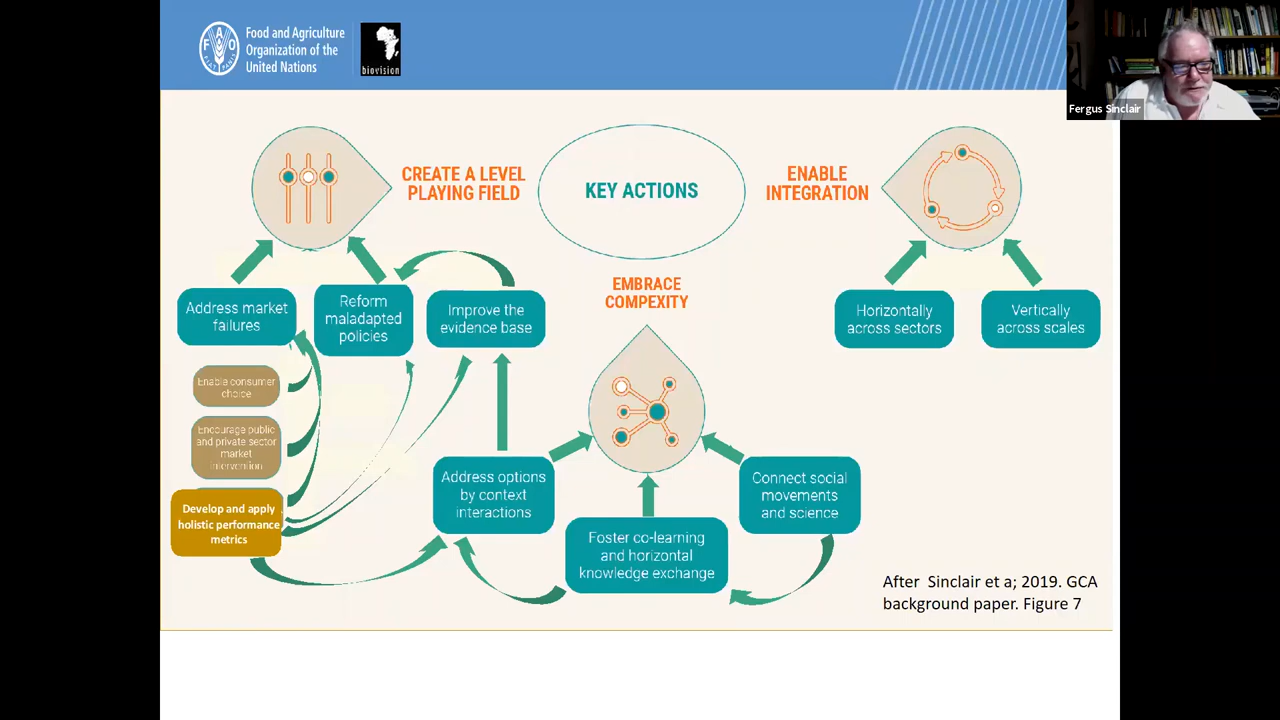 Food and Agriculture
Organization of the
United Nations
FAO
FIAT PANIS
biovision
Fergus Sinclair
CREATE A LEVEL
PLAYING FIELD
KEY ACTIONS
ENABLE
INTEGRATION
EMBRACE
COMPEXITY
Address market
failures
Reform
maladapted
policies
Improve the
evidence base
Horizontally
across sectors
Vertically
across scales
Enable consumer
choice
Encourage public
and private sector
market
intervention
Develop and apply
holistic performance
metrics
Address options
by context
interactions
Foster co-learning
and horizontal
knowledge exchange
Connect social
movements
and science
After Sinclair et a; 2019. GCA
background paper. Figure 7